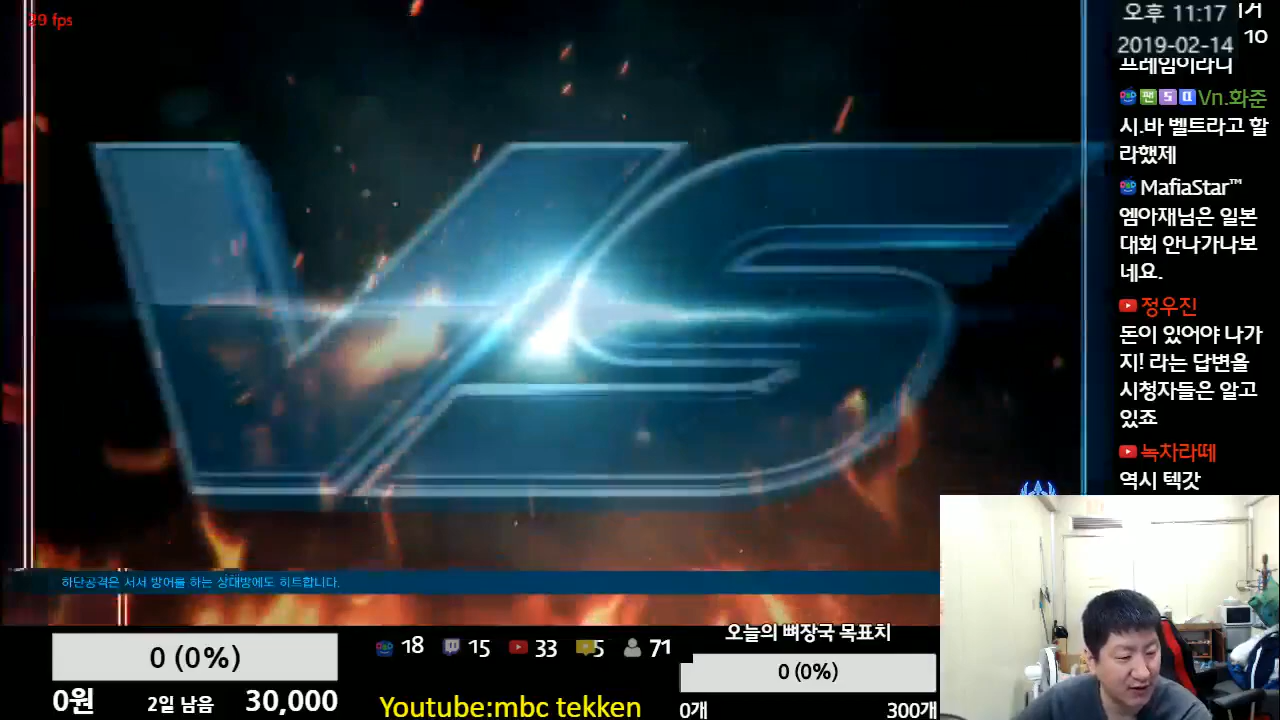 29 fps
VS
오후 11:17
2019-02-14
10
프레임이라니
팬 Vn.화준
시.바 벨트라고 할
라했제
MafiaStar™
엠아재님은 일본
대회 안나가나보
네요.
정우진
돈이 있어야 나가
지! 라는 답변을
시청자들은 알고
있죠
녹차라떼
역시 텍갓
하단공격은 서서 방어를 하는 상대방에도 히트합니다.
0 (0%)
0원 2일 남음 30,000
18 15 33 5 71
Youtube:mbc tekken
오늘의 뼈장국 목표치
0 (0%)
0개 300개